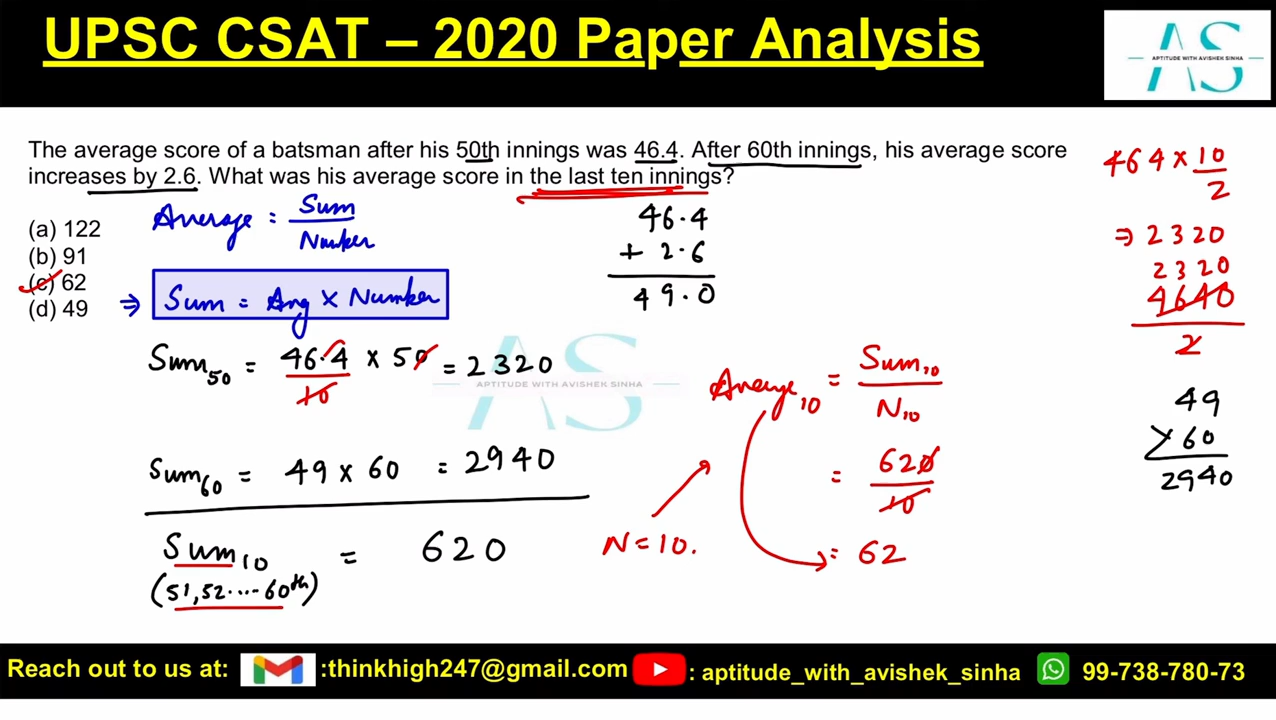 UPSC CSAT – 2020 Paper Analysis
AS
APTITUDE WITH AVISHEK SINHA
The average score of a batsman after his 50th innings was 46.4. After 60th innings, his average score
increases by 2.6. What was his average score in the last ten innings?
(a) 122
(b) 91
(c) 62
(d) 49
Average : Sum
Number
⇒ Sum = Avg × Number
46.4
+ 2.6
49.0
Sum50 = 46.4 × 50 = 2320
10
Sum60 = 49 × 60 = 2940
Sum10 = 620
(51,52....60th)
N = 10.
Average10 = Sum10
N10
= 620
10
= 62
464 × 10
2
⇒ 2320
2320
4640
2
49
× 60
2940
AS
APTITUDE WITH AVISHEK SINHA
Reach out to us at: :thinkhigh247@gmail.com : aptitude_with_avishek_sinha 99-738-780-73